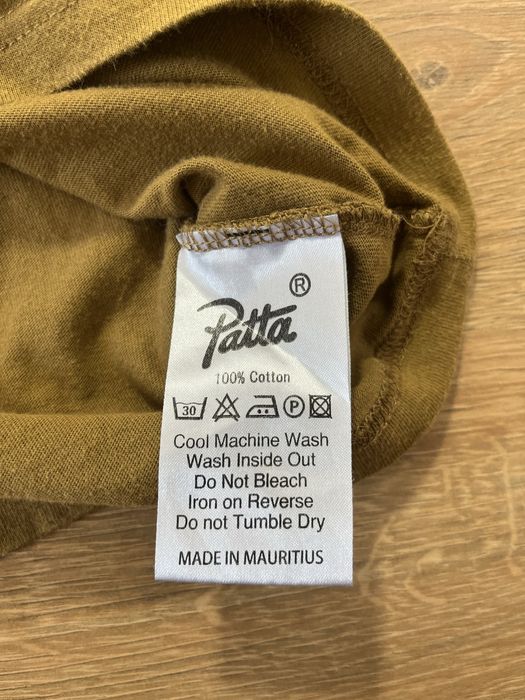 ®
Patta
100% Cotton
30 P
Cool Machine Wash
Wash Inside Out
Do Not Bleach
Iron on Reverse
Do not Tumble Dry
MADE IN MAURITIUS